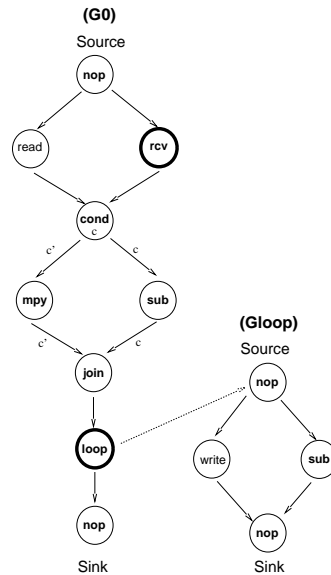 (G0)
Source
nop
read
rcv
cond
c
c'
c
mpy
sub
(Gloop)
c'
c
Source
join
nop
loop
write
sub
nop
nop
Sink
Sink